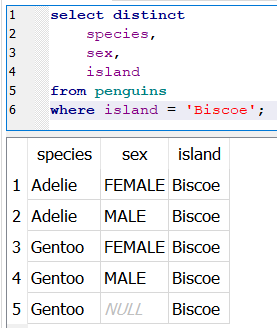 1 select distinct
2 species,
3 sex,
4 island
5 from penguins
6 where island = 'Biscoe';
species sex island
1 Adelie FEMALE Biscoe
2 Adelie MALE Biscoe
3 Gentoo FEMALE Biscoe
4 Gentoo MALE Biscoe
5 Gentoo NULL Biscoe